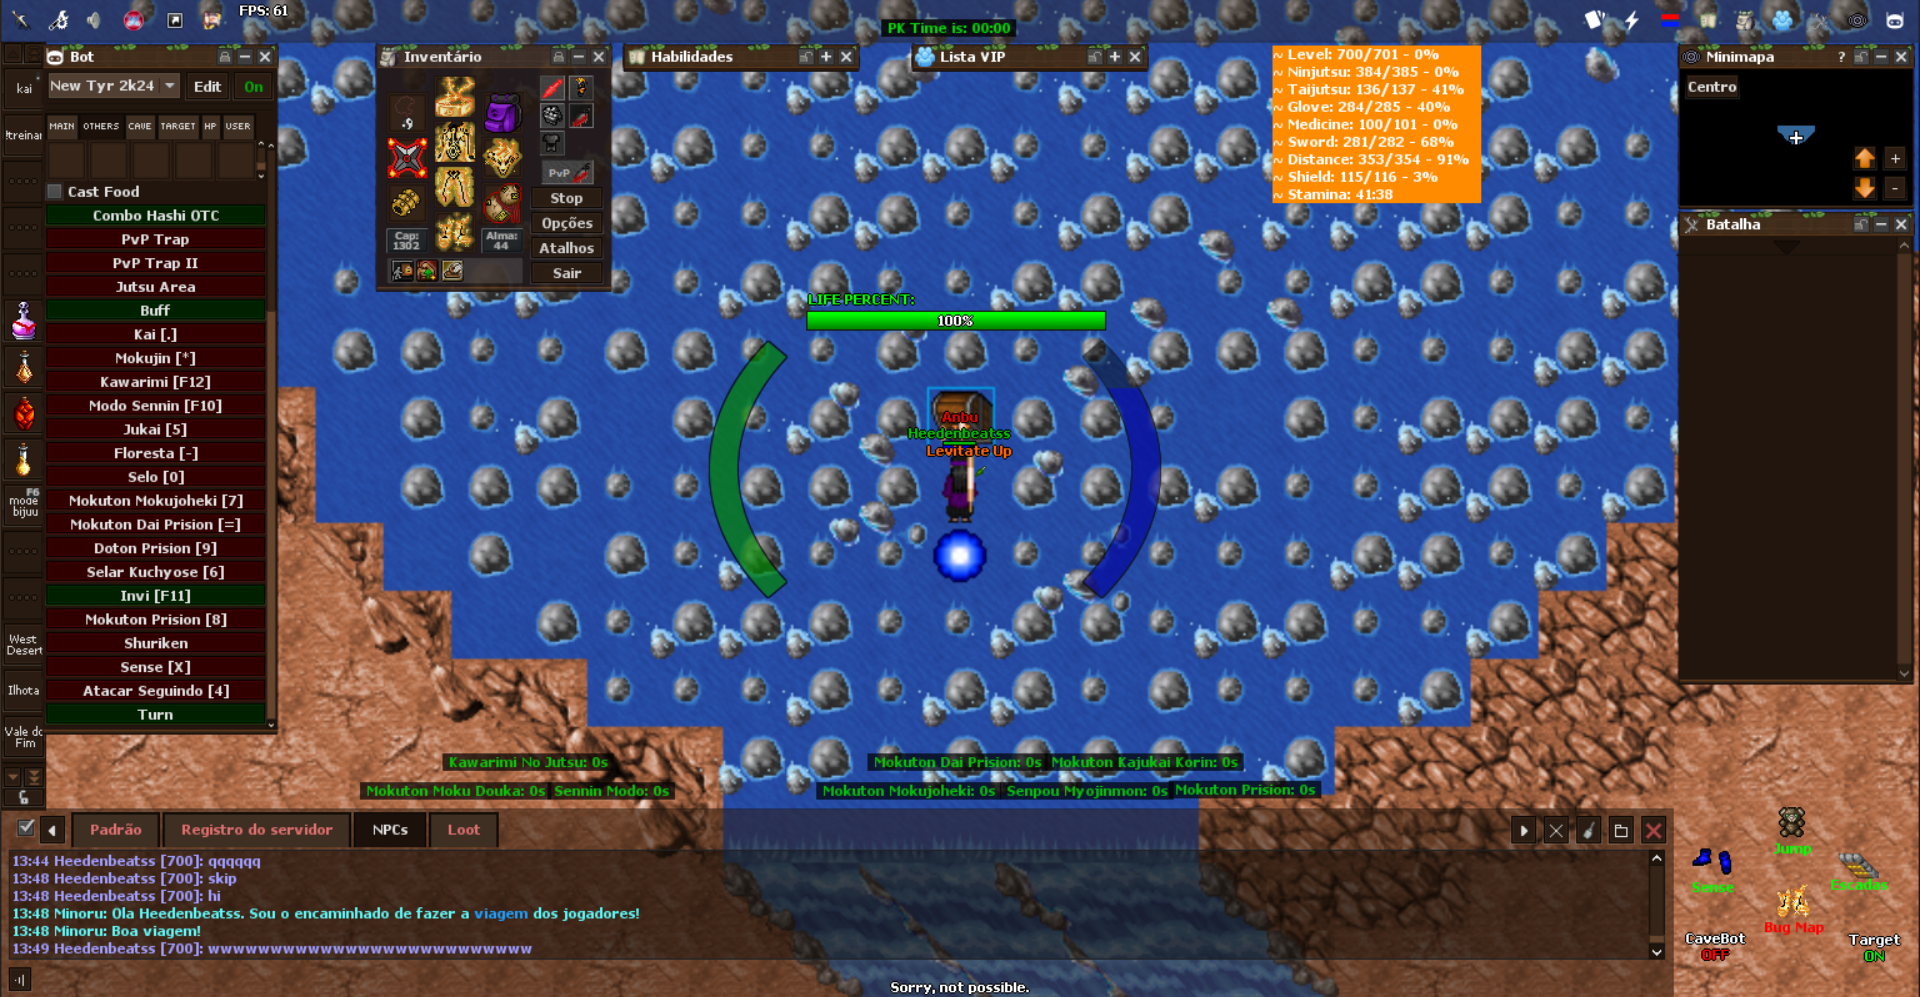 FPS: 61
PK Time is: 00:00
Bot
New Tyr 2k24
Edit
On
MAIN
OTHERS
CAVE
TARGET
HP
USER
Cast Food
Combo Hashi OTC
PvP Trap
PvP Trap II
Jutsu Area
Buff
Kai [.]
Mokujin [*]
Kawarimi [F12]
Modo Sennin [F10]
Jukai [5]
Floresta [-]
Selo [0]
Mokuton Mokujoheki [7]
Mokuton Dai Prision [=]
Doton Prision [9]
Selar Kuchyose [6]
Invi [F11]
Mokuton Prision [8]
Shuriken
Sense [X]
Atacar Seguindo [4]
Turn
kai
!treinar
F6
mode
bijuu
West
Desert
Ilhota
Vale do
Fim
Inventário
.9
PvP
Stop
Opções
Atalhos
Sair
Cap:
1302
Alma:
44
Habilidades
Lista VIP
~ Level: 700/701 - 0%
~ Ninjutsu: 384/385 - 0%
~ Taijutsu: 136/137 - 41%
~ Glove: 284/285 - 40%
~ Medicine: 100/101 - 0%
~ Sword: 281/282 - 68%
~ Distance: 353/354 - 91%
~ Shield: 115/116 - 3%
~ Stamina: 41:38
Minimapa
?
Centro
Batalha
LIFE PERCENT:
100%
Anbu
Heedenbeatss
Levitate Up
Kawarimi No Jutsu: 0s
Mokuton Dai Prision: 0s
Mokuton Kajukai Korin: 0s
Mokuton Moku Douka: 0s
Sennin Modo: 0s
Mokuton Mokujoheki: 0s
Senpou Myojinmon: 0s
Mokuton Prision: 0s
Padrão
Registro do servidor
NPCs
Loot
13:44 Heedenbeatss [700]: qqqqqq
13:48 Heedenbeatss [700]: skip
13:48 Heedenbeatss [700]: hi
13:48 Minoru: Ola Heedenbeatss. Sou o encaminhado de fazer a viagem dos jogadores!
13:48 Minoru: Boa viagem!
13:49 Heedenbeatss [700]: wwwwwwwwwwwwwwwwwwwwwwwwww
Sorry, not possible.
Jump
Sense
Escadas
Bug Map
CaveBot
OFF
Target
ON